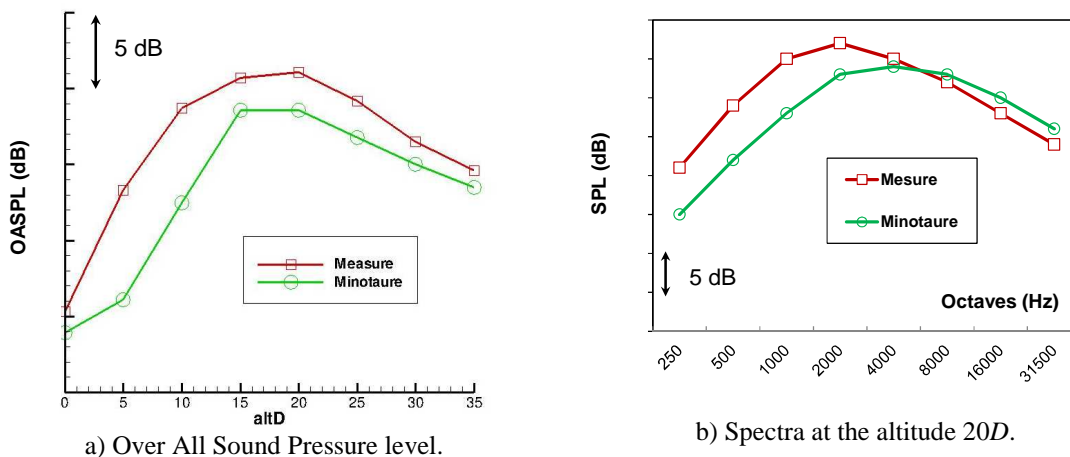 5 dB
OASPL (dB)
Measure
Minotaure
0 5 10 15 20 25 30 35
altD
a) Over All Sound Pressure level.
SPL (dB)
Mesure
Minotaure
5 dB
Octaves (Hz)
250 500 1000 2000 4000 8000 16000 31500
b) Spectra at the altitude 20D.